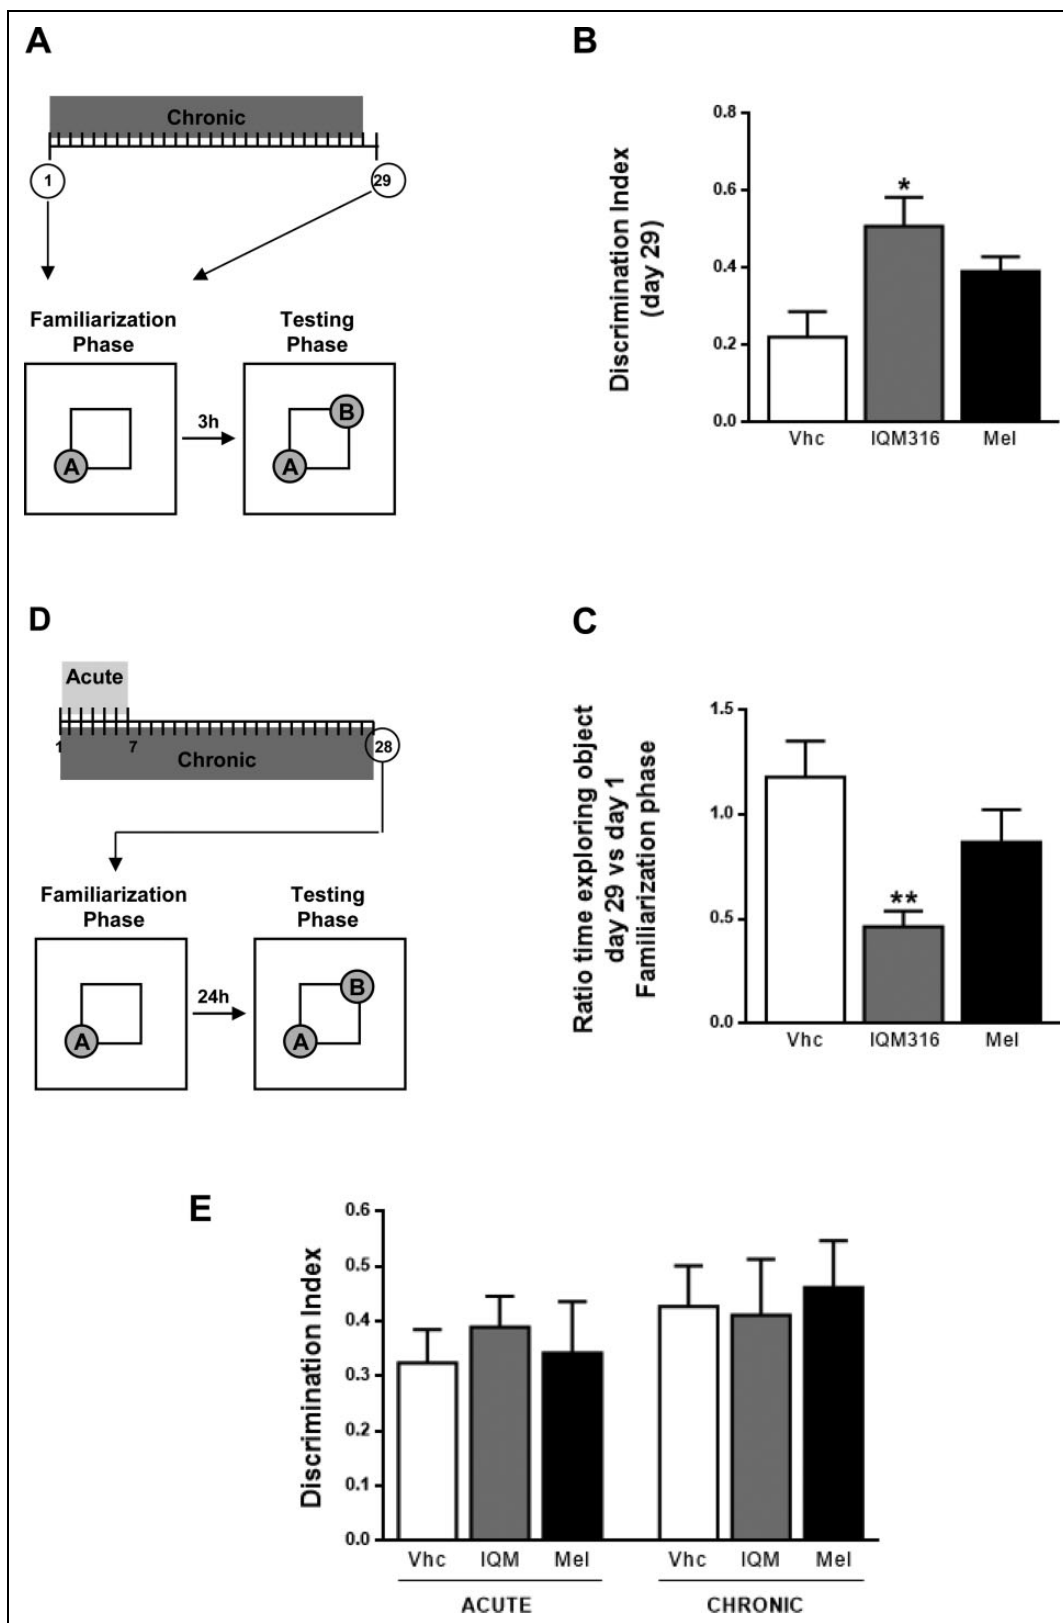 A
Chronic
1
29
Familiarization
Phase
Testing
Phase
3h
A
B
A
B
Discrimination Index
(day 29)
0.8
0.6
0.4
0.2
0.0
*
Vhc IQM316 Mel
D
Acute
1 7
28
Chronic
Familiarization
Phase
Testing
Phase
24h
A
B
A
C
Ratio time exploring object
day 29 vs day 1
Familiarization phase
1.5
1.0
0.5
0.0
**
Vhc IQM316 Mel
E
Discrimination Index
0.6
0.5
0.4
0.3
0.2
0.1
0.0
Vhc IQM Mel Vhc IQM Mel
ACUTE CHRONIC